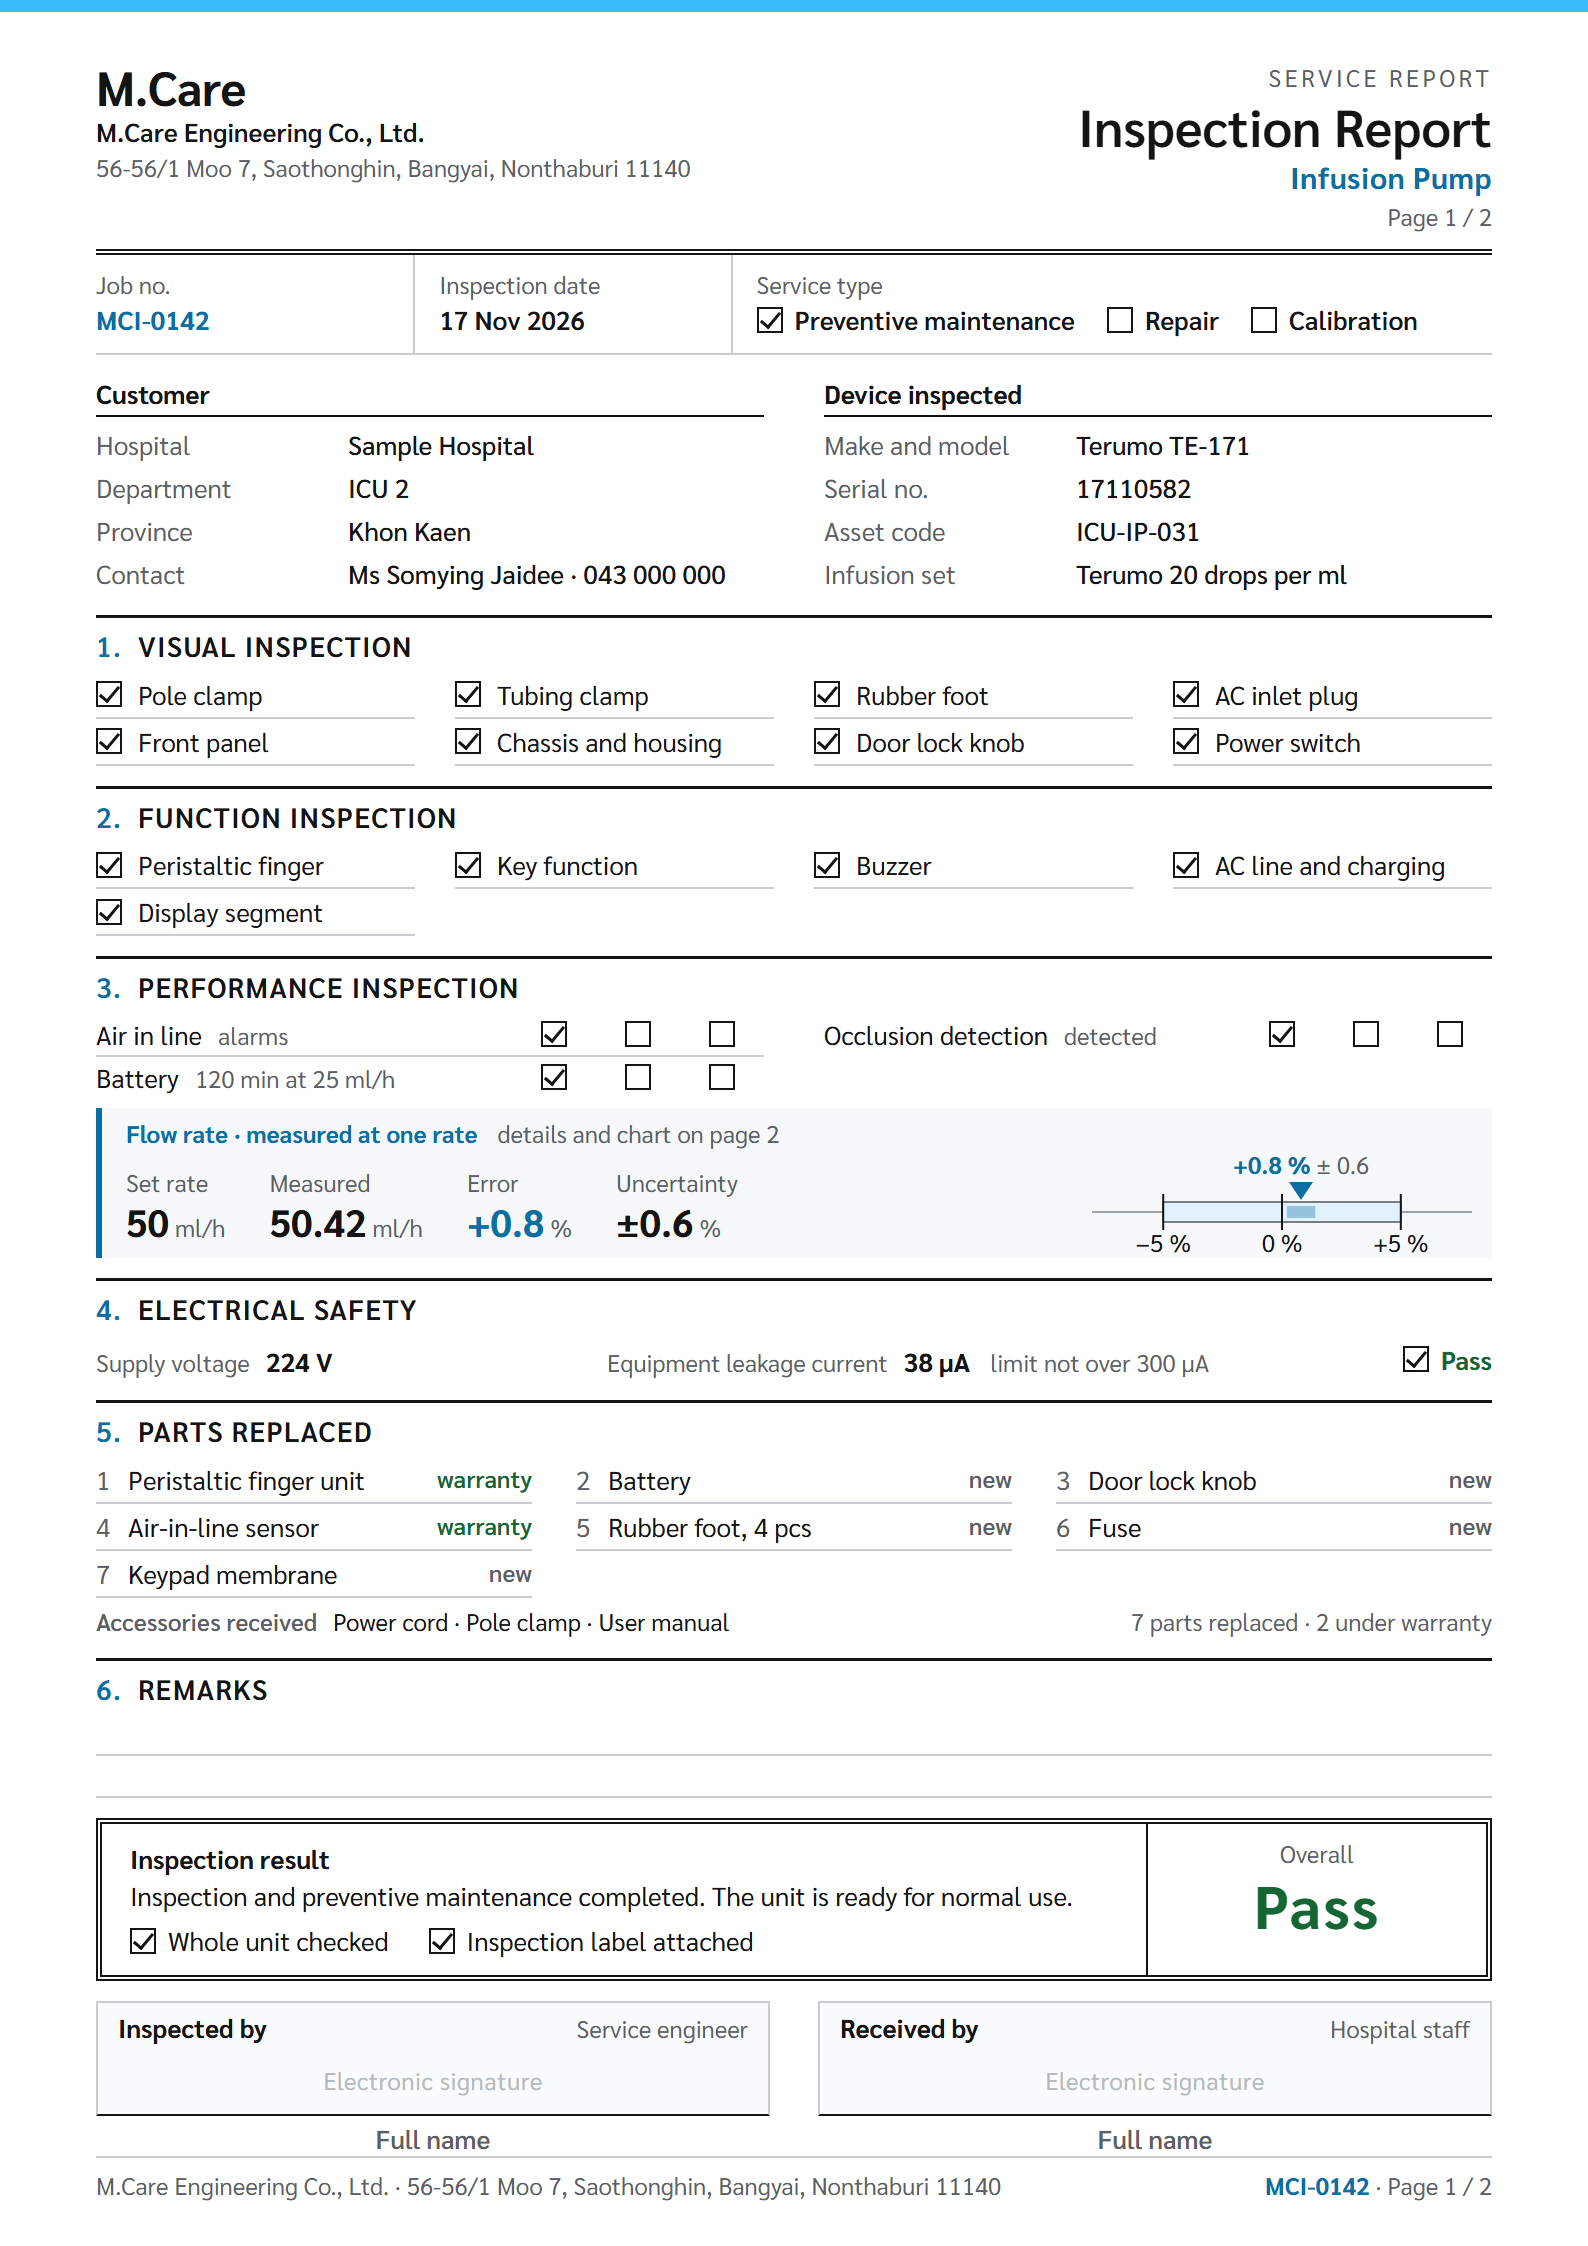 M.Care
M.Care Engineering Co., Ltd.
56-56/1 Moo 7, Saothonghin, Bangyai, Nonthaburi 11140
SERVICE REPORT
Inspection Report
Infusion Pump
Page 1 / 2
Job no.
MCI-0142
Inspection date
17 Nov 2026
Service type
Preventive maintenance Repair Calibration
Customer
Hospital Sample Hospital
Department ICU 2
Province Khon Kaen
Contact Ms Somying Jaidee · 043 000 000
Device inspected
Make and model Terumo TE-171
Serial no. 17110582
Asset code ICU-IP-031
Infusion set Terumo 20 drops per ml
1. VISUAL INSPECTION
Pole clamp Tubing clamp Rubber foot AC inlet plug
Front panel Chassis and housing Door lock knob Power switch
2. FUNCTION INSPECTION
Peristaltic finger Key function Buzzer AC line and charging
Display segment
3. PERFORMANCE INSPECTION
Air in line alarms Occlusion detection detected
Battery 120 min at 25 ml/h
Flow rate · measured at one rate details and chart on page 2
Set rate Measured Error Uncertainty
50 ml/h 50.42 ml/h +0.8 % ±0.6 %
+0.8 % ± 0.6
−5 % 0 % +5 %
4. ELECTRICAL SAFETY
Supply voltage 224 V Equipment leakage current 38 µA limit not over 300 µA Pass
5. PARTS REPLACED
1 Peristaltic finger unit warranty 2 Battery new 3 Door lock knob new
4 Air-in-line sensor warranty 5 Rubber foot, 4 pcs new 6 Fuse new
7 Keypad membrane new
Accessories received Power cord · Pole clamp · User manual 7 parts replaced · 2 under warranty
6. REMARKS
Inspection result
Inspection and preventive maintenance completed. The unit is ready for normal use.
Whole unit checked Inspection label attached
Overall
Pass
Inspected by Service engineer
Electronic signature
Full name
Received by Hospital staff
Electronic signature
Full name
M.Care Engineering Co., Ltd. · 56-56/1 Moo 7, Saothonghin, Bangyai, Nonthaburi 11140 MCI-0142 · Page 1 / 2